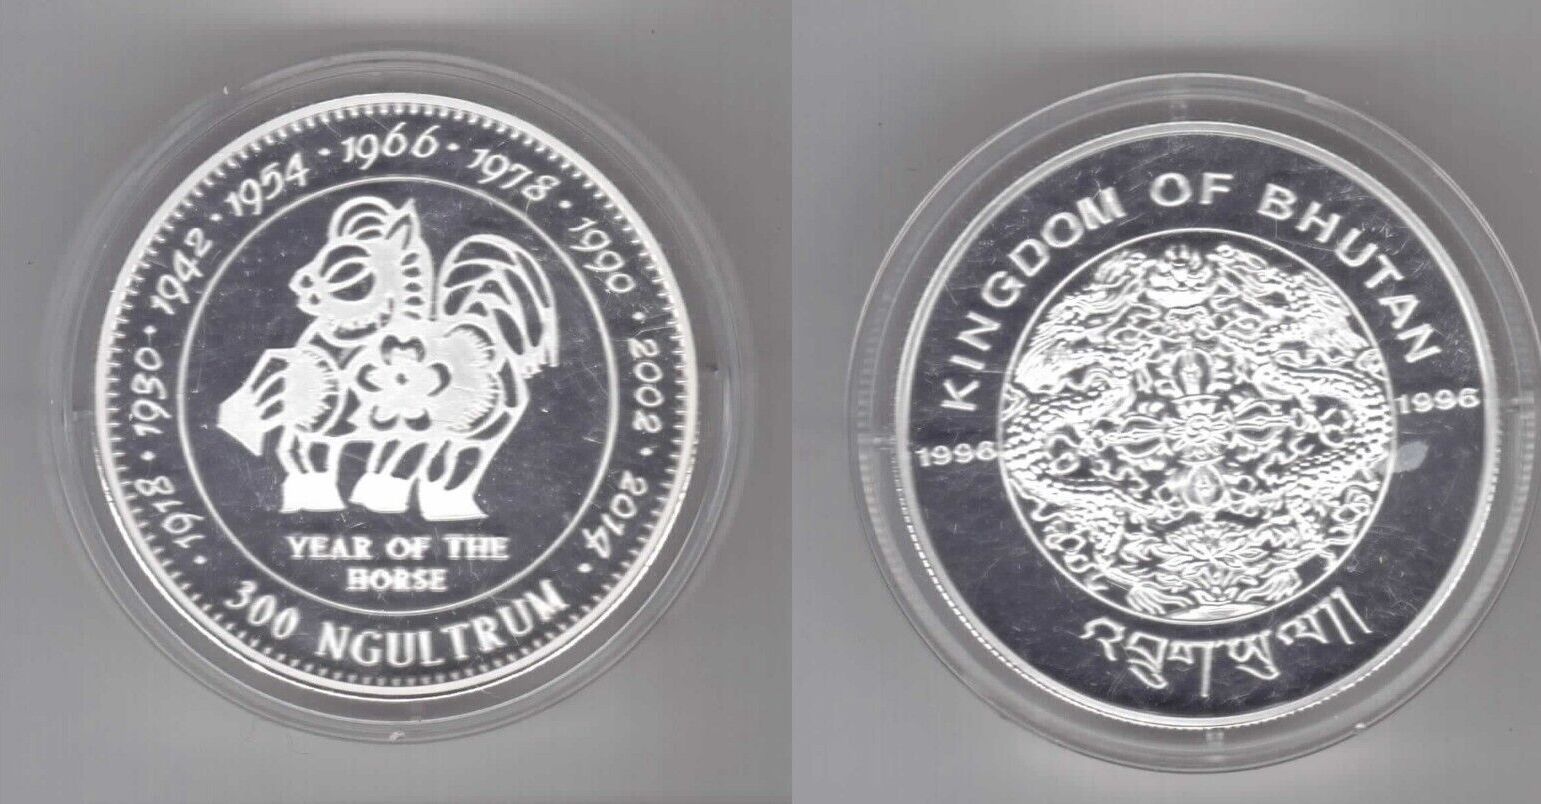 · 1918 · 1930 · 1942 · 1954 · 1966 · 1978 · 1990 · 2002 · 2014 ·
YEAR OF THE
HORSE
300 NGULTRUM
KINGDOM OF BHUTAN
1996
1996
འབྲུག་ཡུལ།།